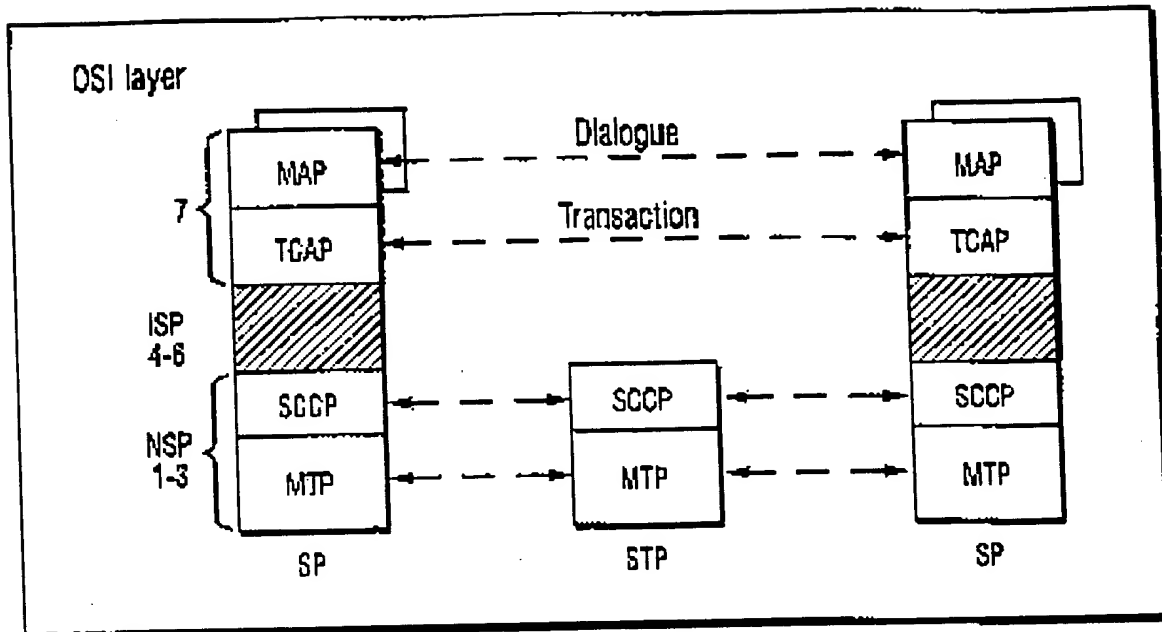 OSI layer
Dialogue
MAP
MAP
7
Transaction
TCAP
TCAP
ISP
4-6
SCCP
SCCP
SCCP
NSP
1-3
MTP
MTP
MTP
SP
STP
SP